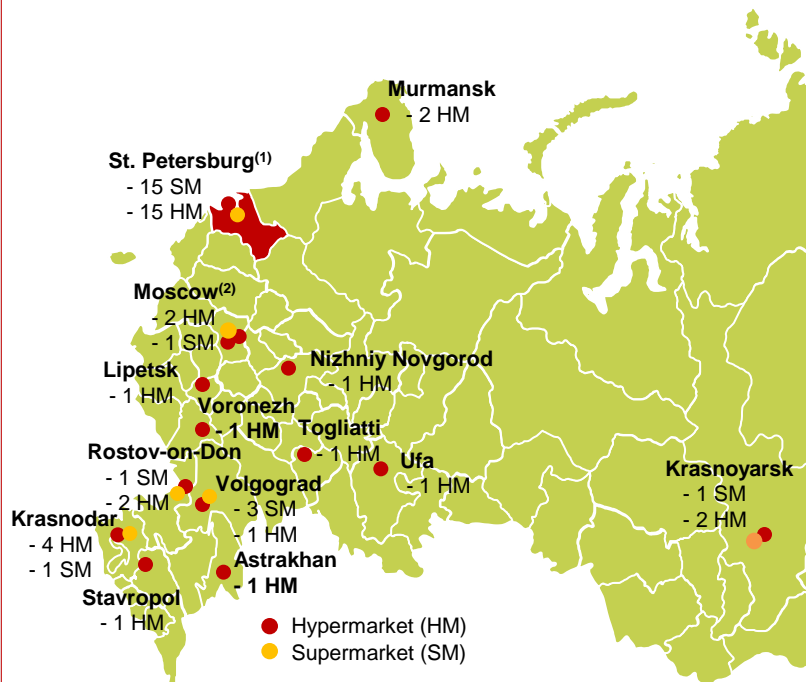 Murmansk
- 2 HM
St. Petersburg(1)
- 15 SM
- 15 HM
Moscow(2)
- 2 HM
- 1 SM
Nizhniy Novgorod
- 1 HM
Lipetsk
- 1 HM
Voronezh
- 1 HM
Togliatti
- 1 HM
Ufa
- 1 HM
Rostov-on-Don
- 1 SM
- 2 HM
Volgograd
- 3 SM
- 1 HM
Krasnoyarsk
- 1 SM
- 2 HM
Krasnodar
- 4 HM
- 1 SM
Astrakhan
- 1 HM
Stavropol
- 1 HM
Hypermarket (HM)
Supermarket (SM)